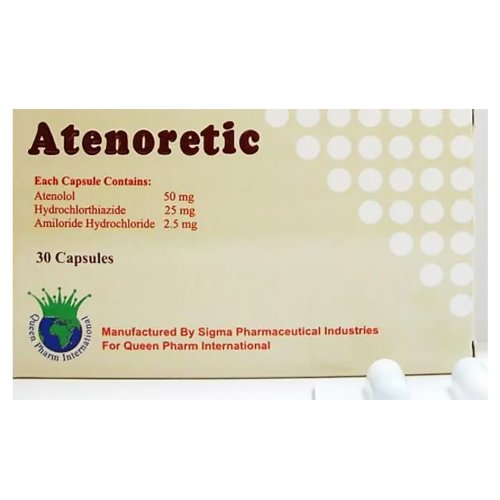 Atenoretic
Each Capsule Contains:
Atenolol 50 mg
Hydrochlorthiazide 25 mg
Amiloride Hydrochloride 2.5 mg
30 Capsules
Queen Pharm International
Manufactured By Sigma Pharmaceutical Industries
For Queen Pharm International